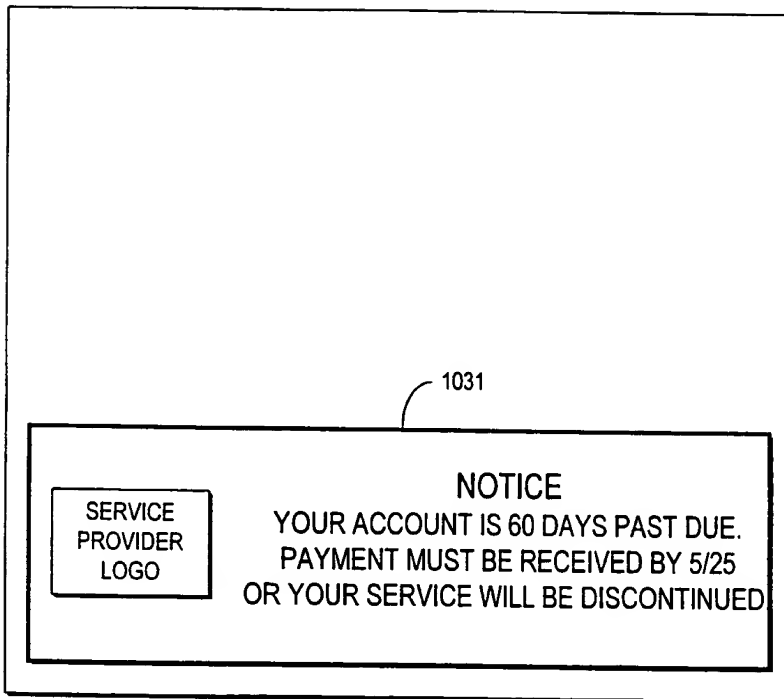 1031
NOTICE
SERVICE
PROVIDER
LOGO
YOUR ACCOUNT IS 60 DAYS PAST DUE.
PAYMENT MUST BE RECEIVED BY 5/25
OR YOUR SERVICE WILL BE DISCONTINUED